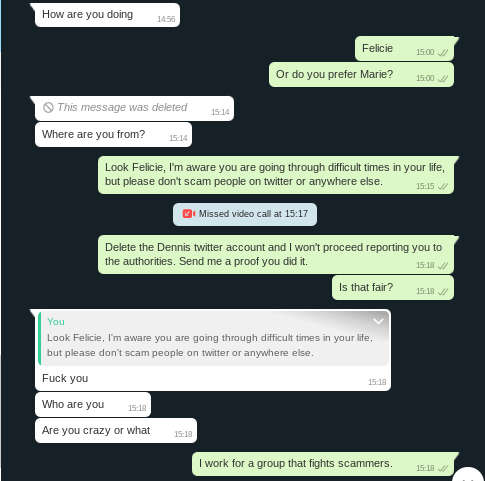 How are you doing 14:56
Felicie 15:00
Or do you prefer Marie? 15:00
This message was deleted 15:14
Where are you from? 15:14
Look Felicie, I'm aware you are going through difficult times in your life,
but please don't scam people on twitter or anywhere else. 15:15
Missed video call at 15:17
Delete the Dennis twitter account and I won't proceed reporting you to
the authorities. Send me a proof you did it. 15:18
Is that fair? 15:18
You
Look Felicie, I'm aware you are going through difficult times in your life,
but please don't scam people on twitter or anywhere else.
Fuck you 15:18
Who are you 15:18
Are you crazy or what 15:18
I work for a group that fights scammers. 15:18